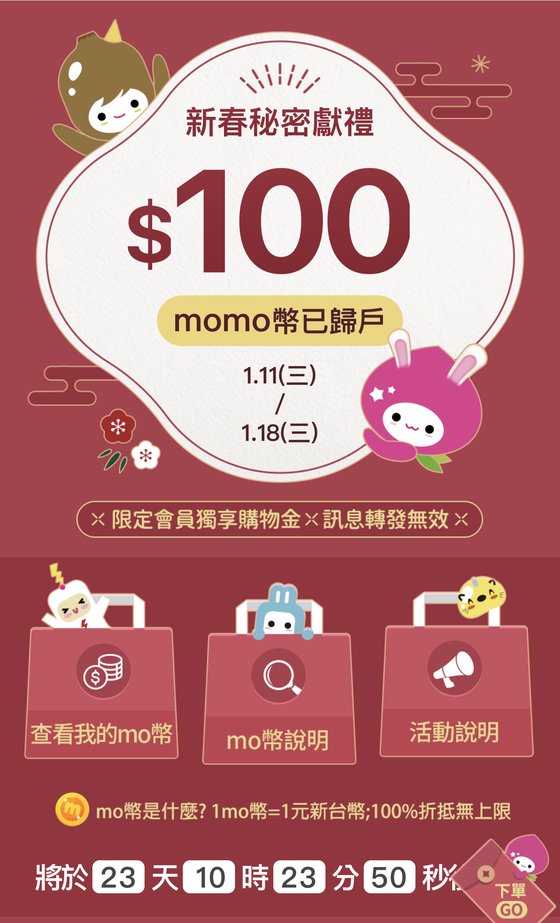 新春秘密獻禮
$100
momo幣已歸戶
1.11(三)
/
1.18(三)
限定會員獨享購物金
訊息轉發無效
查看我的mo幣
mo幣說明
活動說明
mo幣是什麼? 1mo幣=1元新台幣;100%折抵無上限
將於 23 天 10 時 23 分 50 秒
下單
GO